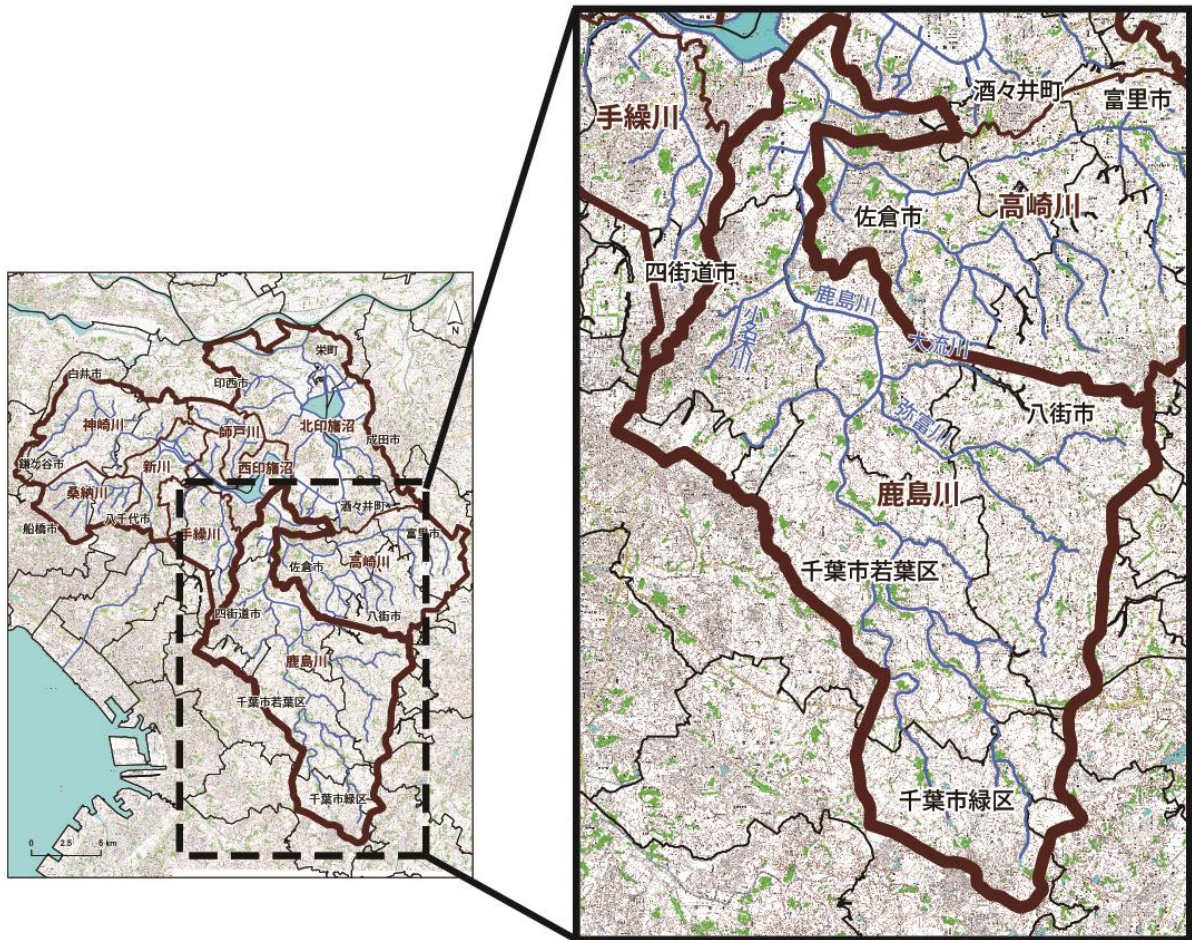 栄町
白井市
印西市
神崎川
師戸川
北印旛沼
成田市
鎌ケ谷市
新川
西印旛沼
桑納川
船橋市
八千代市
手繰川
酒々井町
富里市
佐倉市
高崎川
四街道市
八街市
鹿島川
千葉市若葉区
千葉市緑区
0 2.5 5 km
N
酒々井町
富里市
手繰川
佐倉市
高崎川
四街道市
鹿島川
小名木川
大流川
八街市
弥富川
鹿島川
千葉市若葉区
千葉市緑区